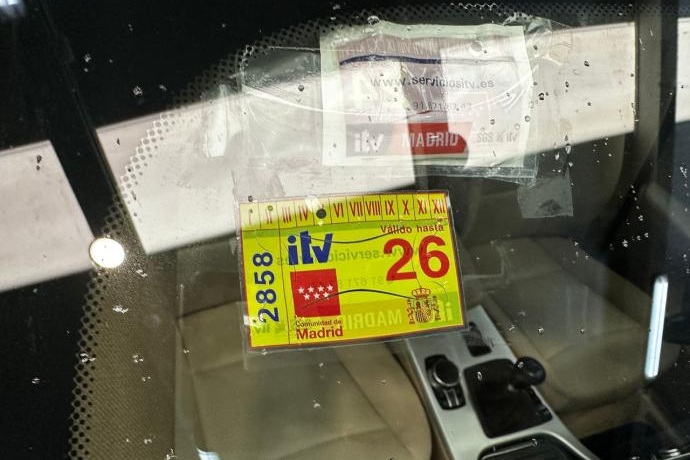 www.serviciositv.es
itv MADRID
I II III IV VI VII VIII IX X XI XII
Válido hasta
itv 26
2858
Comunidad de
Madrid